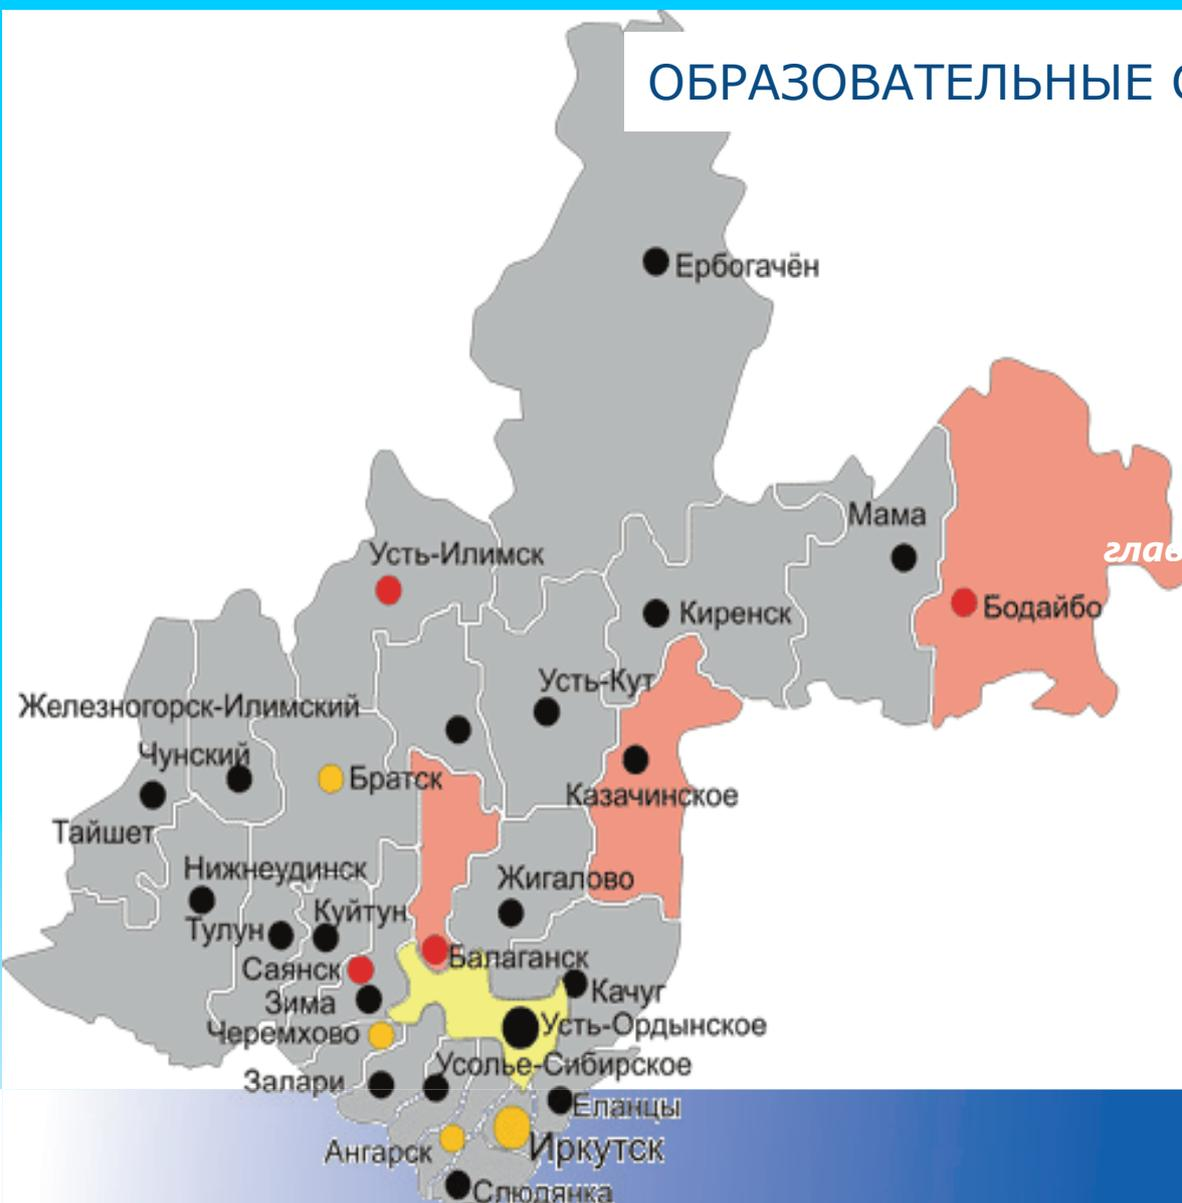 ОБРАЗОВАТЕЛЬНЫЕ
Ербогачён
Мама
глав
Усть-Илимск
Бодайбо
Киренск
Усть-Кут
Железногорск-Илимский
Чунский
Братск
Казачинское
Тайшет
Нижнеудинск
Жигалово
Куйтун
Тулун
Балаганск
Саянск
Качуг
Зима
Усть-Ордынское
Черемхово
Усолье-Сибирское
Залари
Еланцы
Иркутск
Ангарск
Слюдянка